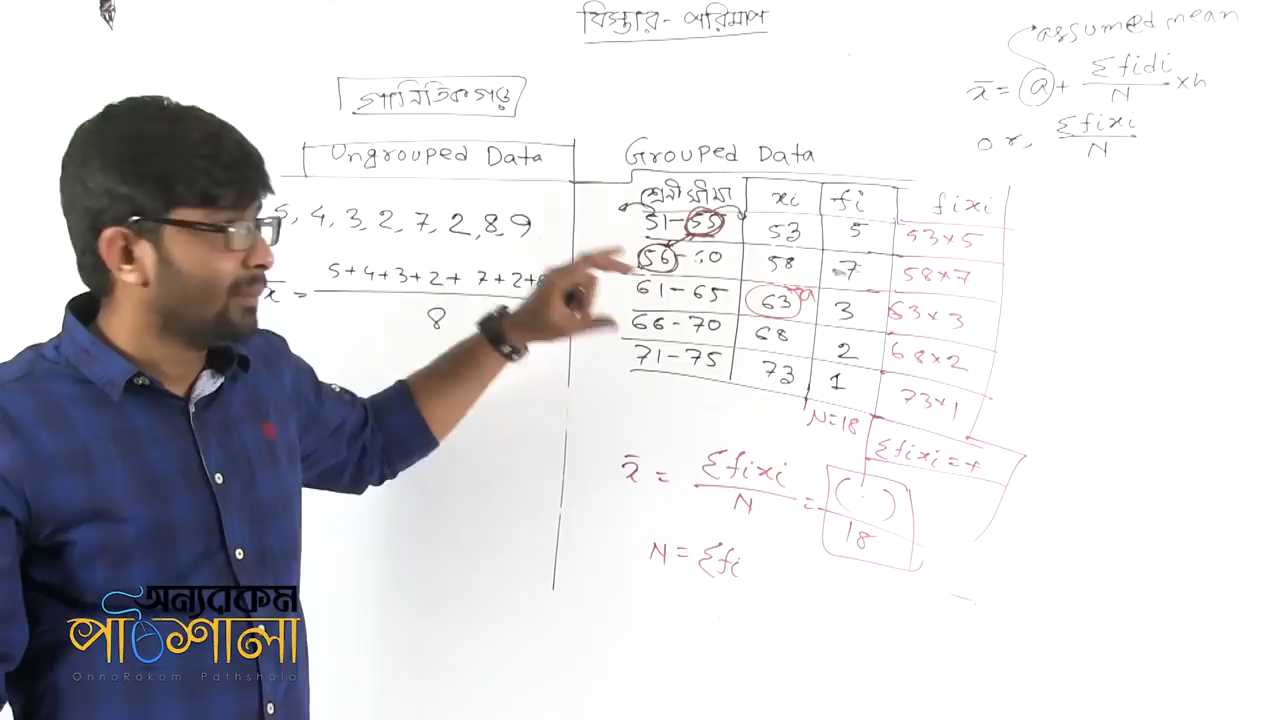 বিস্তার-পরিমাপ
assumed mean
x̄ = a + Σfidi/N ×h
or, Σfixi/N
গানিতিক গড়
Ungrouped Data
5, 4, 3, 2, 7, 2, 8, 9
x̄ = 5+4+3+2+ 7+2+8
8
Grouped Data
শ্রেনী সীমা xi fi fixi
51-55 53 5 53×5
56-60 58 7 58×7
61-65 63 →a 3 63×3
66-70 68 2 68×2
71-75 73 1 73×1
N=18
Σfixi = +
x̄ = Σfixi/N = (.)/18
N = Σfi
অন্যরকম
পাঠশালা
OnnoRokom Pathshala